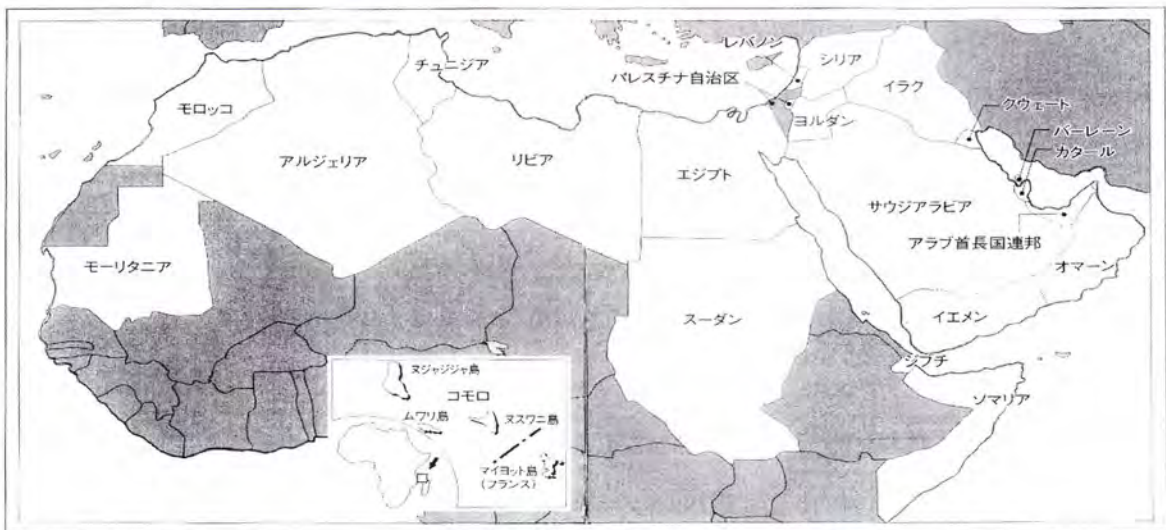 レバノン
シリア
チュニジア
パレスチナ自治区
イラク
モロッコ
クウェート
ヨルダン
バーレーン
カタール
アルジェリア
リビア
エジプト
サウジアラビア
アラブ首長国連邦
モーリタニア
オマーン
スーダン
イエメン
ジブチ
ヌジャジジャ島
コモロ
ソマリア
ムワリ島
ヌスワニ島
マイヨット島
(フランス)